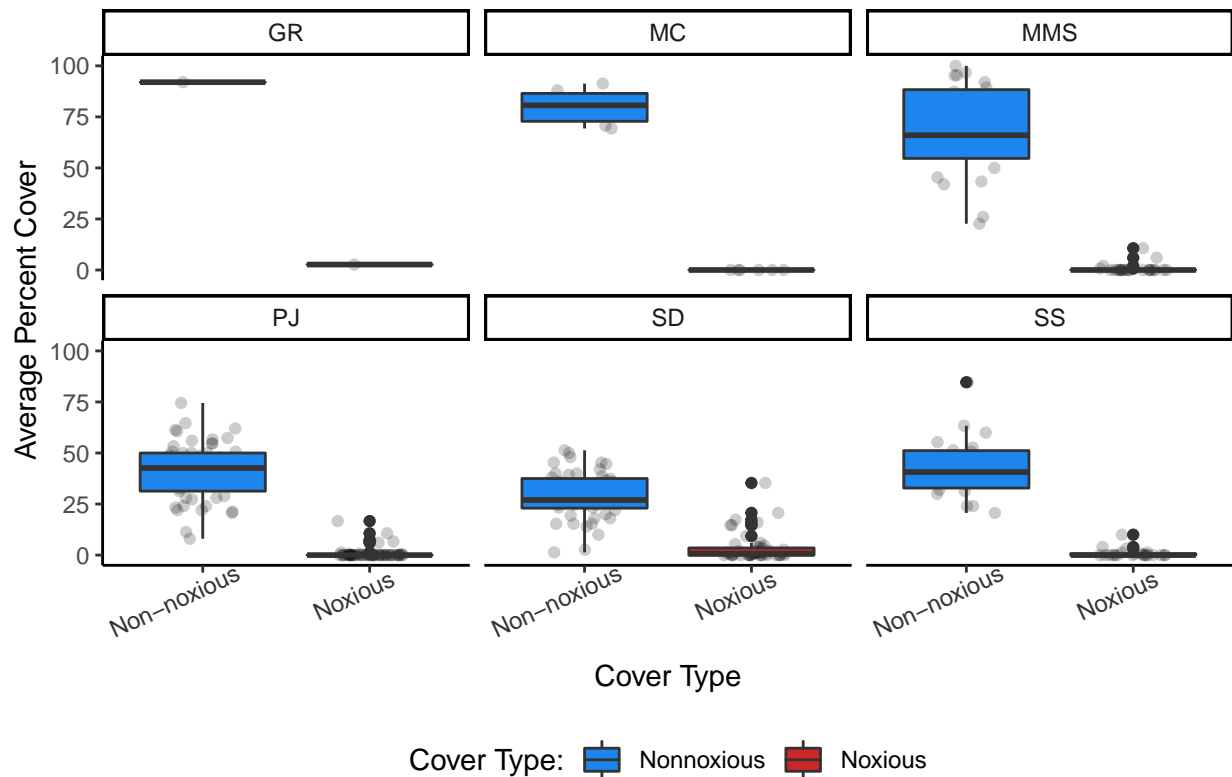 GR MC MMS
100
75
50
25
0
PJ SD SS
100
75
50
25
0
Average Percent Cover
Non−noxious Noxious Non−noxious Noxious Non−noxious Noxious
Cover Type
Cover Type: Nonnoxious Noxious